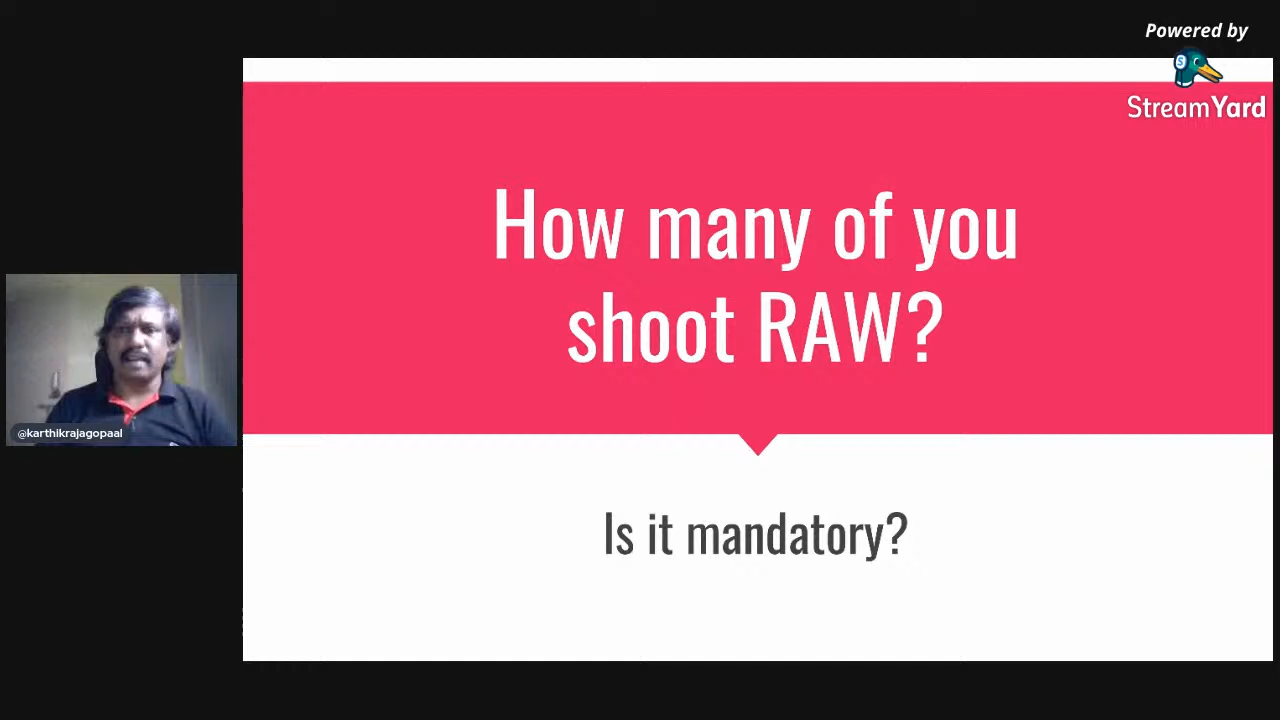 Powered by
StreamYard
How many of you
shoot RAW?
@karthikrajagopaal
Is it mandatory?